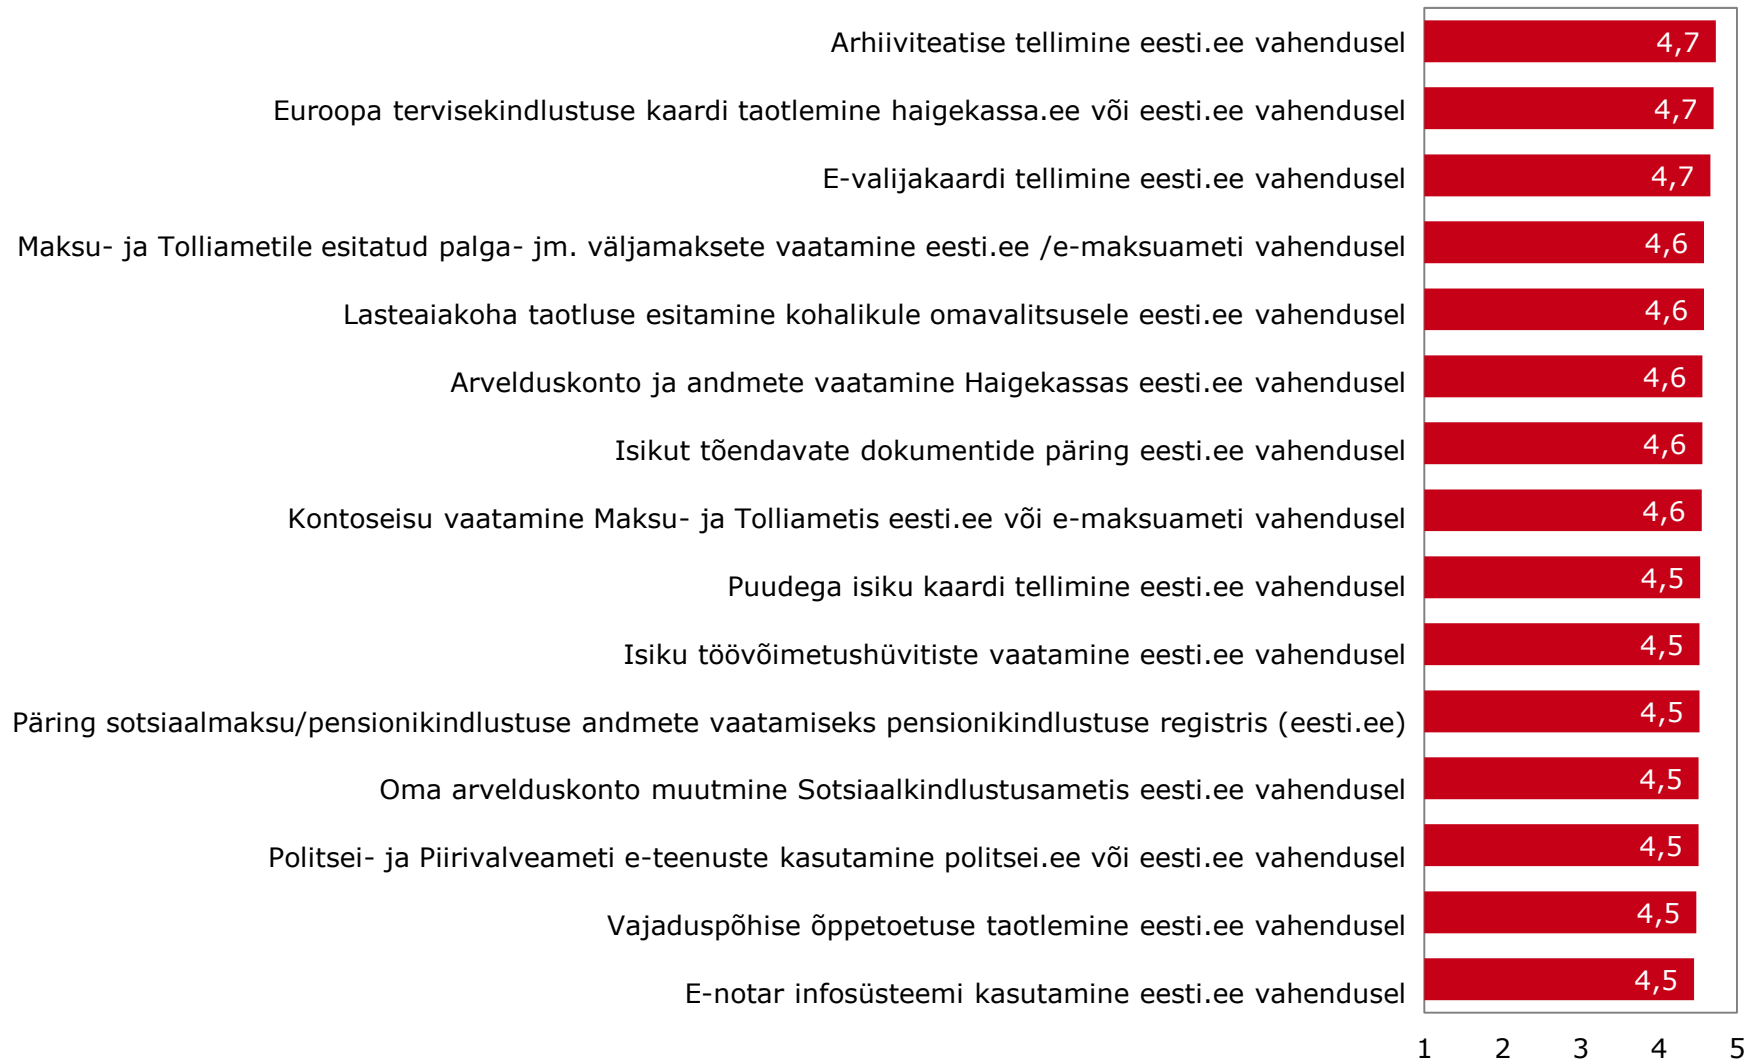 Arhiiviteatise tellimine eesti.ee vahendusel 4,7
Euroopa tervisekindlustuse kaardi taotlemine haigekassa.ee või eesti.ee vahendusel 4,7
E-valijakaardi tellimine eesti.ee vahendusel 4,7
Maksu- ja Tolliametile esitatud palga- jm. väljamaksete vaatamine eesti.ee /e-maksuameti vahendusel 4,6
Lasteaiakoha taotluse esitamine kohalikule omavalitsusele eesti.ee vahendusel 4,6
Arvelduskonto ja andmete vaatamine Haigekassas eesti.ee vahendusel 4,6
Isikut tõendavate dokumentide päring eesti.ee vahendusel 4,6
Kontoseisu vaatamine Maksu- ja Tolliametis eesti.ee või e-maksuameti vahendusel 4,6
Puudega isiku kaardi tellimine eesti.ee vahendusel 4,5
Isiku töövõimetushüvitiste vaatamine eesti.ee vahendusel 4,5
Päring sotsiaalmaksu/pensionikindlustuse andmete vaatamiseks pensionikindlustuse registris (eesti.ee) 4,5
Oma arvelduskonto muutmine Sotsiaalkindlustusametis eesti.ee vahendusel 4,5
Politsei- ja Piirivalveameti e-teenuste kasutamine politsei.ee või eesti.ee vahendusel 4,5
Vajaduspõhise õppetoetuse taotlemine eesti.ee vahendusel 4,5
E-notar infosüsteemi kasutamine eesti.ee vahendusel 4,5
1 2 3 4 5